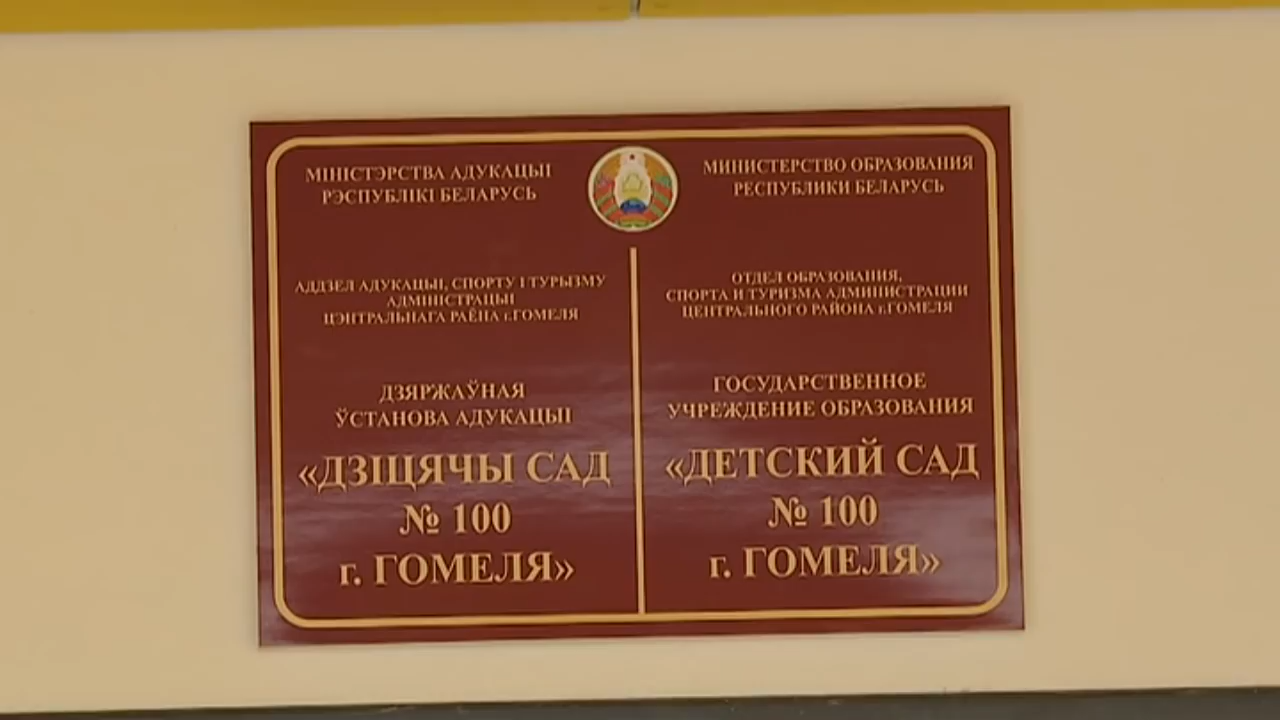 МІНІСТЭРСТВА АДУКАЦЫІ
РЭСПУБЛІКІ БЕЛАРУСЬ
АДДЗЕЛ АДУКАЦЫІ, СПОРТУ І ТУРЫЗМУ
АДМІНІСТРАЦЫІ
ЦЭНТРАЛЬНАГА РАЁНА г.ГОМЕЛЯ
ДЗЯРЖАЎНАЯ
ЎСТАНОВА АДУКАЦЫІ
«ДЗІЦЯЧЫ САД
№ 100
г. ГОМЕЛЯ»
МИНИСТЕРСТВО ОБРАЗОВАНИЯ
РЕСПУБЛИКИ БЕЛАРУСЬ
ОТДЕЛ ОБРАЗОВАНИЯ,
СПОРТА И ТУРИЗМА АДМИНИСТРАЦИИ
ЦЕНТРАЛЬНОГО РАЙОНА г.ГОМЕЛЯ
ГОСУДАРСТВЕННОЕ
УЧРЕЖДЕНИЕ ОБРАЗОВАНИЯ
«ДЕТСКИЙ САД
№ 100
г. ГОМЕЛЯ»